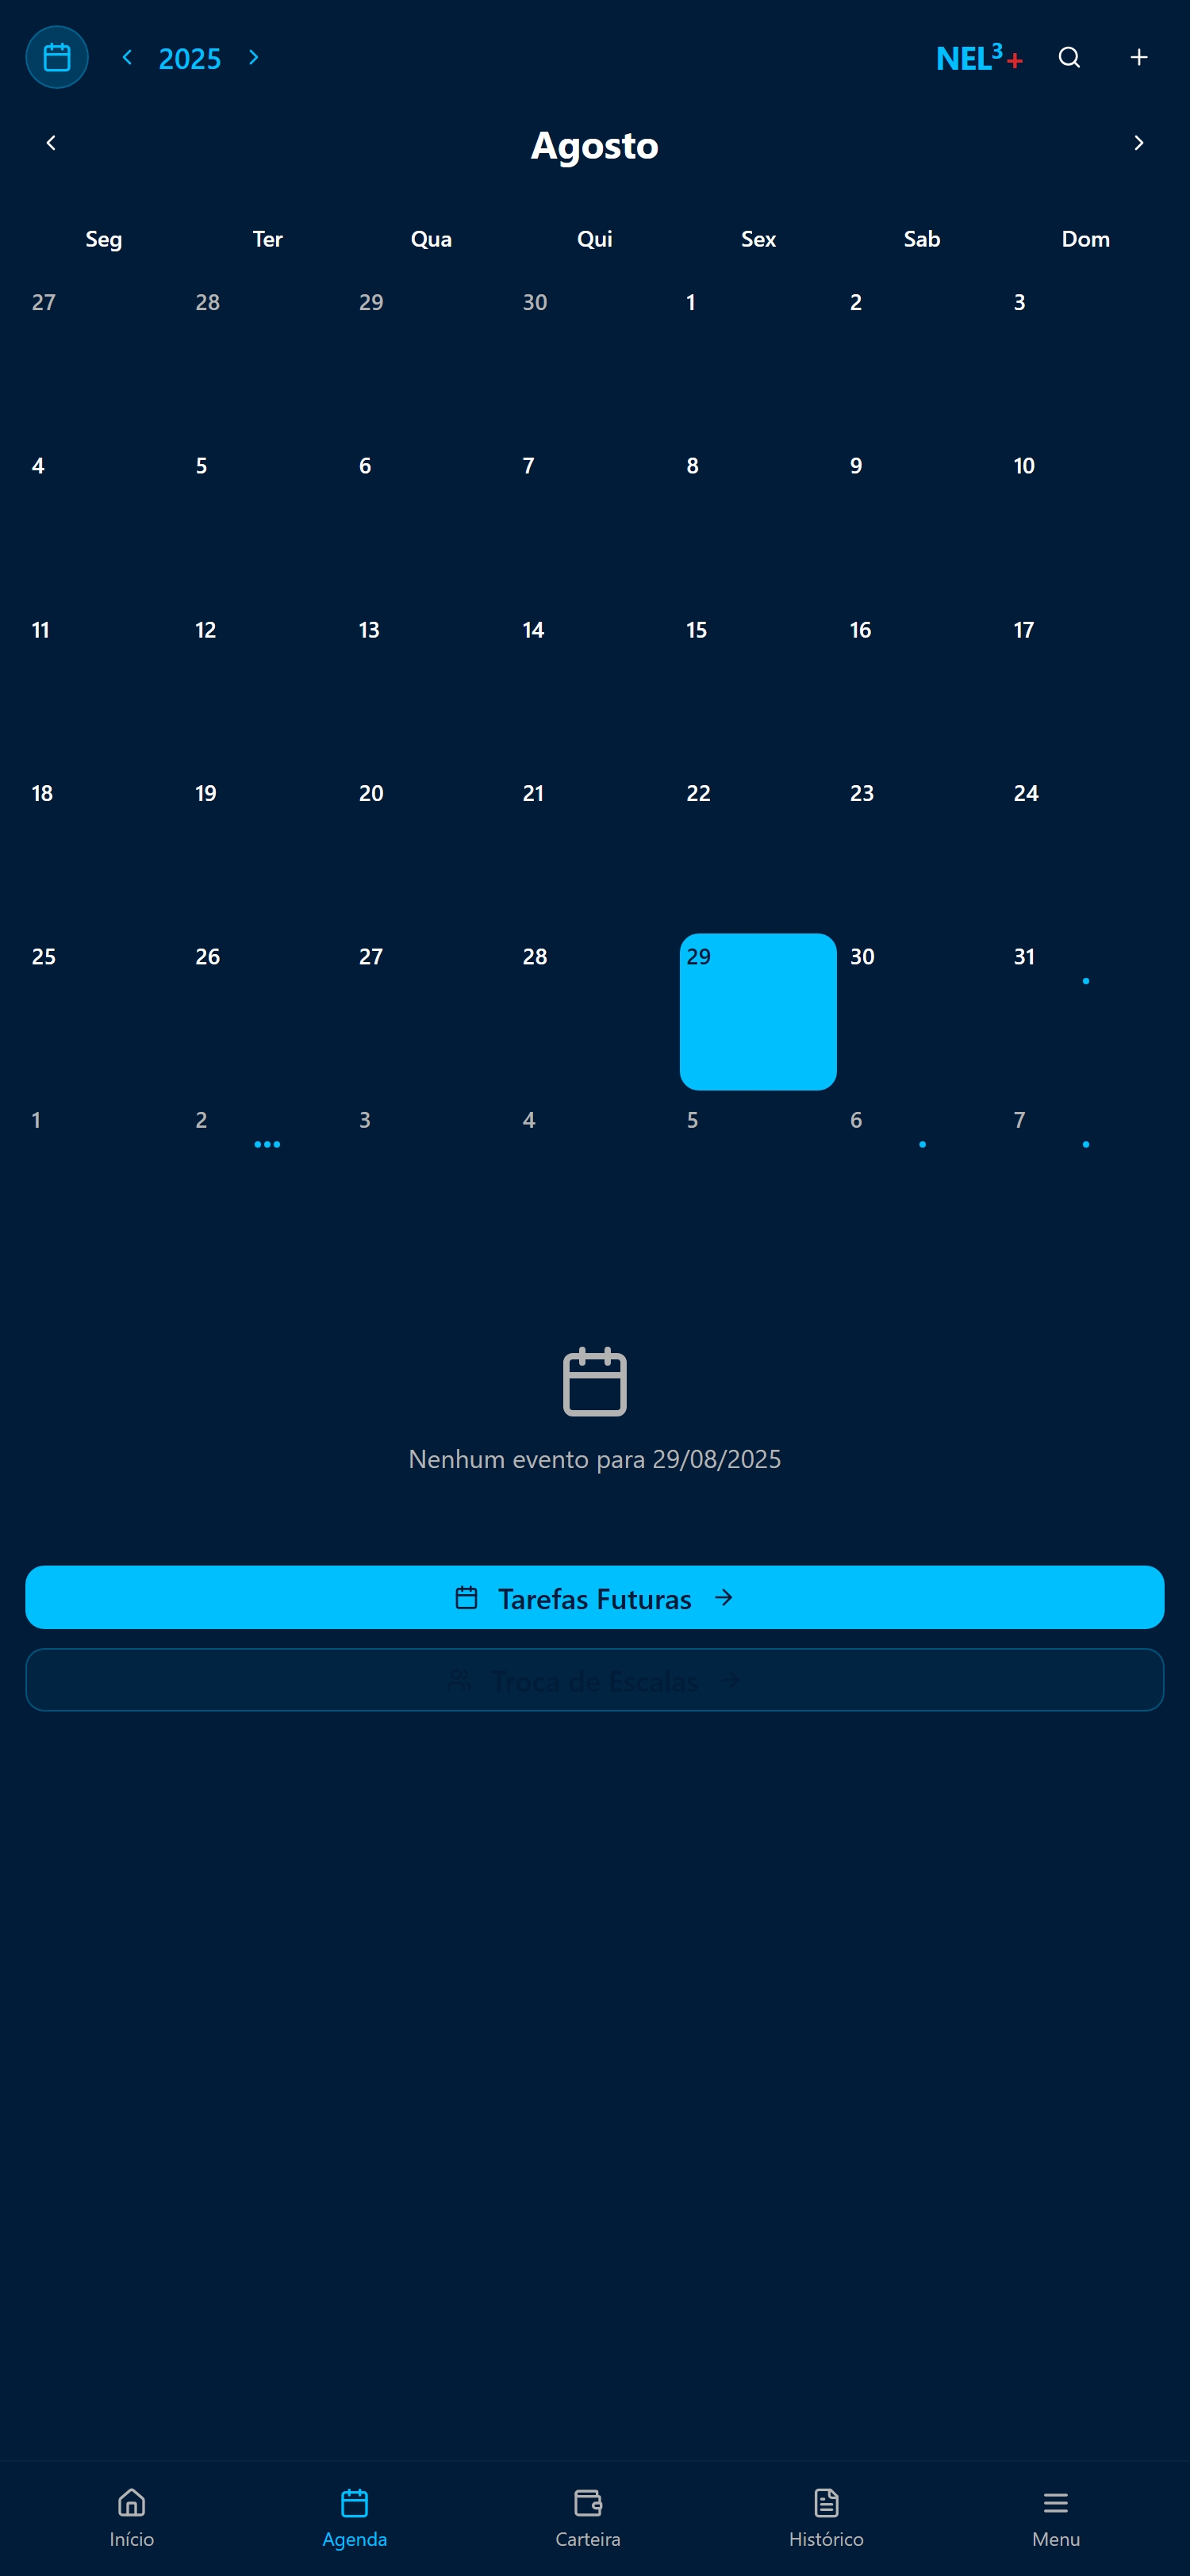 2025 NEL³+
Agosto
Seg Ter Qua Qui Sex Sab Dom
27 28 29 30 1 2 3
4 5 6 7 8 9 10
11 12 13 14 15 16 17
18 19 20 21 22 23 24
25 26 27 28 29 30 31
1 2 3 4 5 6 7
Nenhum evento para 29/08/2025
Tarefas Futuras
Troca de Escalas
Início Agenda Carteira Histórico Menu